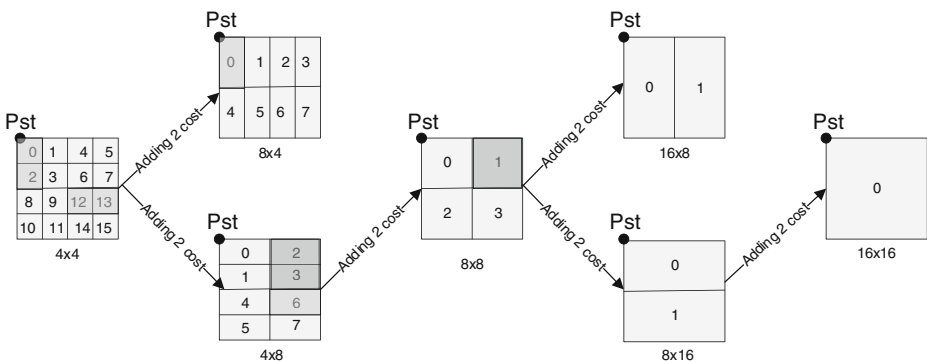 Pst
0 1 2 3
4 5 6 7
8x4
Adding 2 cost
Pst
0 1 4 5
2 3 6 7
8 9 12 13
10 11 14 15
4x4
Adding 2 cost
Pst
0 2
1 3
4 6
5 7
4x8
Adding 2 cost
Pst
0 1
2 3
8x8
Adding 2 cost
Pst
0 1
16x8
Adding 2 cost
Pst
0
1
8x16
Adding 2 cost
Pst
0
16x16